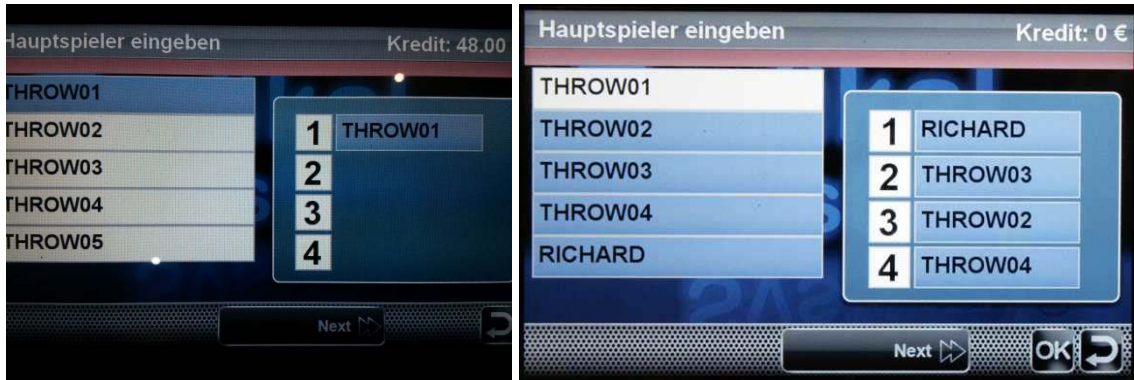 Hauptspieler eingeben Kredit: 48.00
THROW01
THROW02
THROW03
THROW04
THROW05
1 THROW01
2
3
4
Next
Hauptspieler eingeben Kredit: 0 €
THROW01
THROW02
THROW03
THROW04
RICHARD
1 RICHARD
2 THROW03
3 THROW02
4 THROW04
Next OK